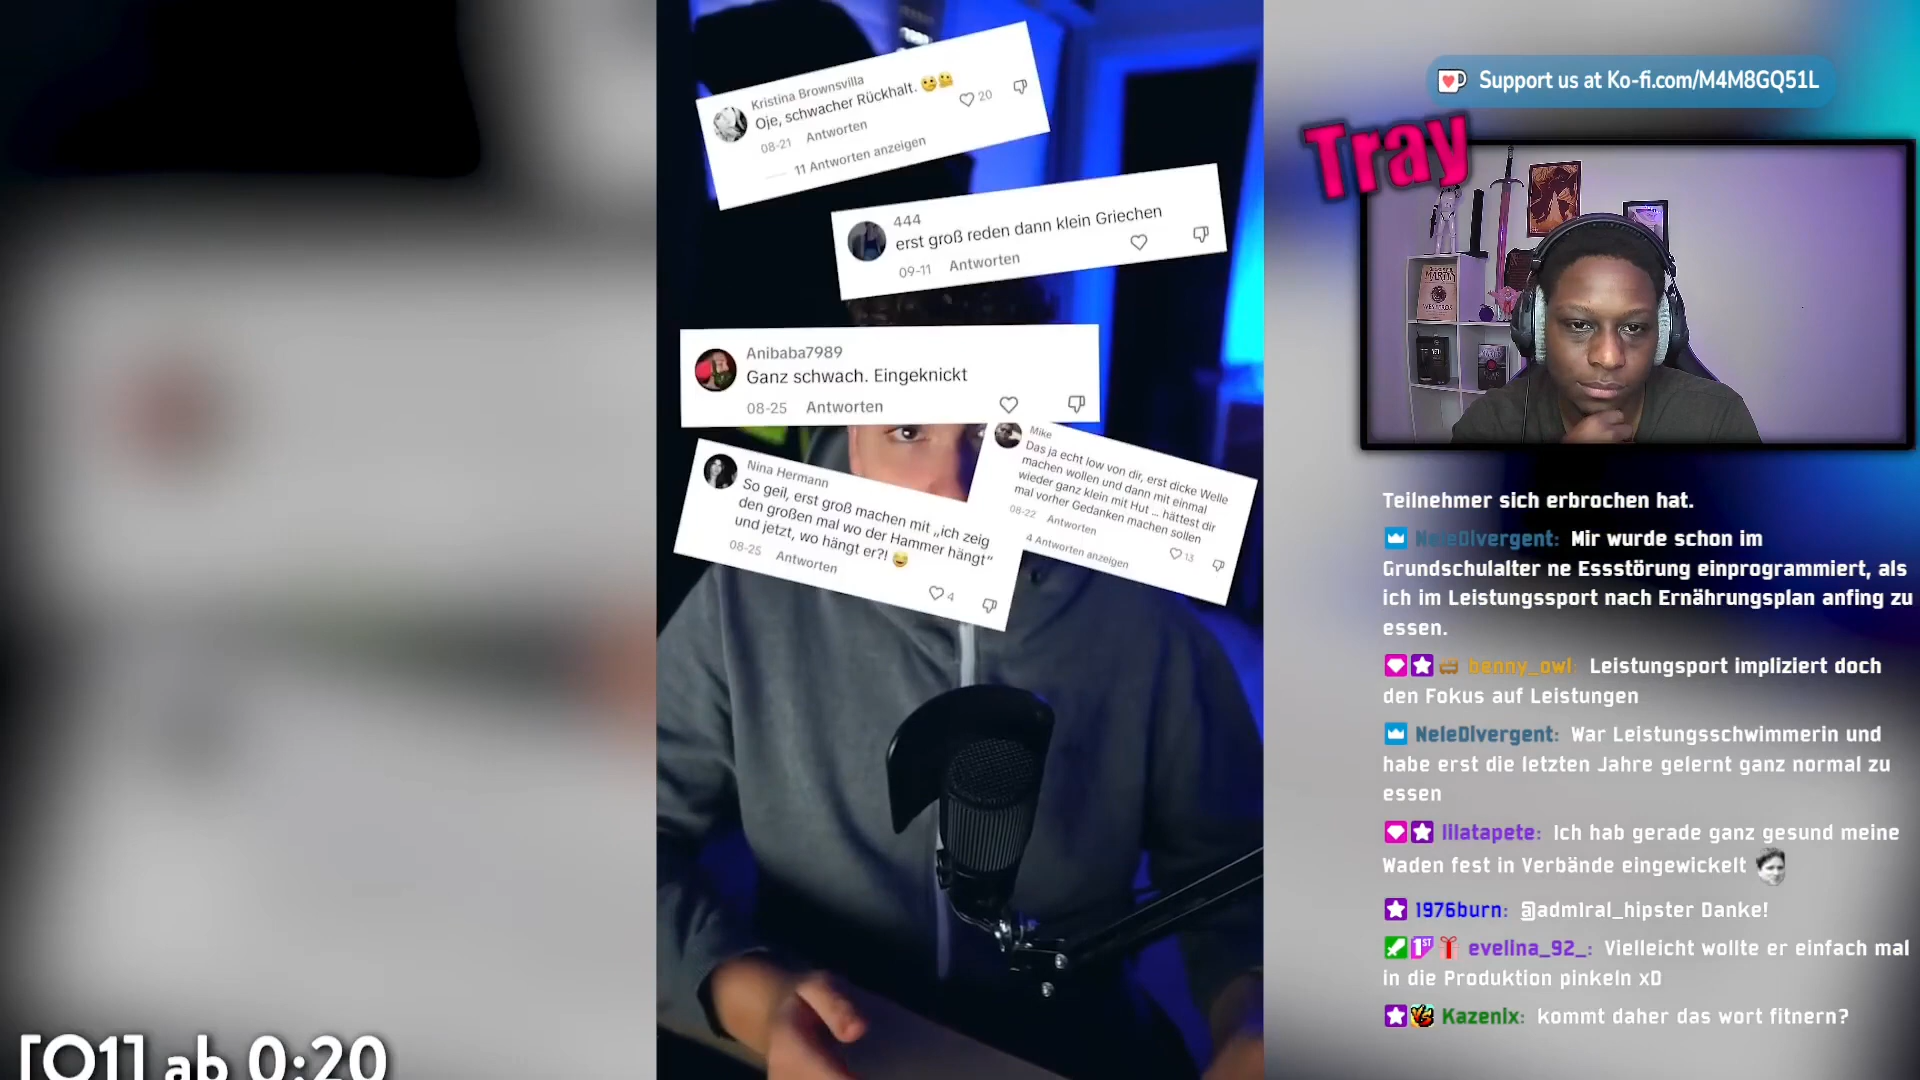 Kristina Brownsvilla
Oje, schwacher Rückhalt. 🤨🫠
08-21 Antworten
20
11 Antworten anzeigen
444
erst groß reden dann klein Griechen
09-11 Antworten
Anibaba7989
Ganz schwach. Eingeknickt
08-25 Antworten
Nina Hermann
So geil, erst groß machen mit „ich zeig
den großen mal wo der Hammer hängt“
und jetzt, wo hängt er?! 😂
08-25 Antworten
4
Mike
Das ja echt low von dir, erst dicke Welle
machen wollen und dann mit einmal
wieder ganz klein mit Hut ... hättest dir
mal vorher Gedanken machen sollen
08-22 Antworten
13
4 Antworten anzeigen
[01] ab 0:20
Support us at Ko-fi.com/M4M8GQ51L
Tray
Teilnehmer sich erbrochen hat.
NeleDivergent: Mir wurde schon im
Grundschulalter ne Essstörung einprogrammiert, als
ich im Leistungssport nach Ernährungsplan anfing zu
essen.
benny_owl: Leistungsport impliziert doch
den Fokus auf Leistungen
NeleDivergent: War Leistungsschwimmerin und
habe erst die letzten Jahre gelernt ganz normal zu
essen
lilatapete: Ich hab gerade ganz gesund meine
Waden fest in Verbände eingewickelt
1976burn: @adm1ral_hipster Danke!
1ST evelina_92_: Vielleicht wollte er einfach mal
in die Produktion pinkeln xD
Kazenix: kommt daher das wort fitnern?